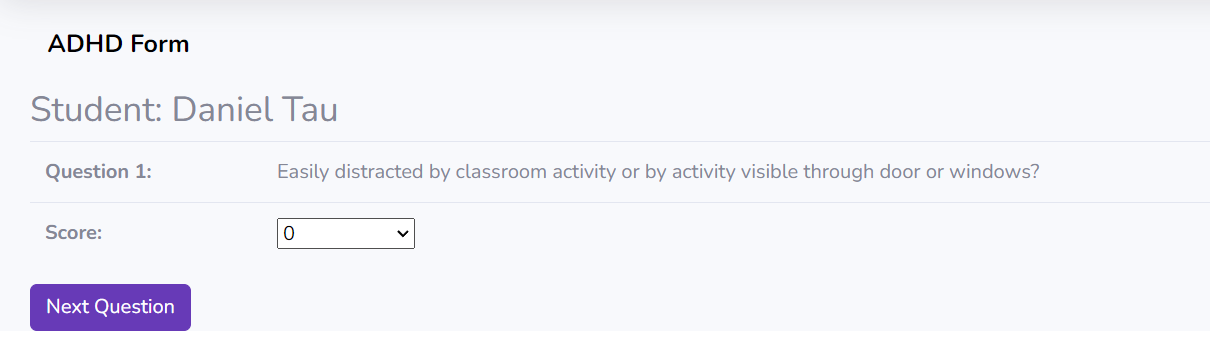 ADHD Form
Student: Daniel Tau
Question 1: Easily distracted by classroom activity or by activity visible through door or windows?
Score: 0
Next Question